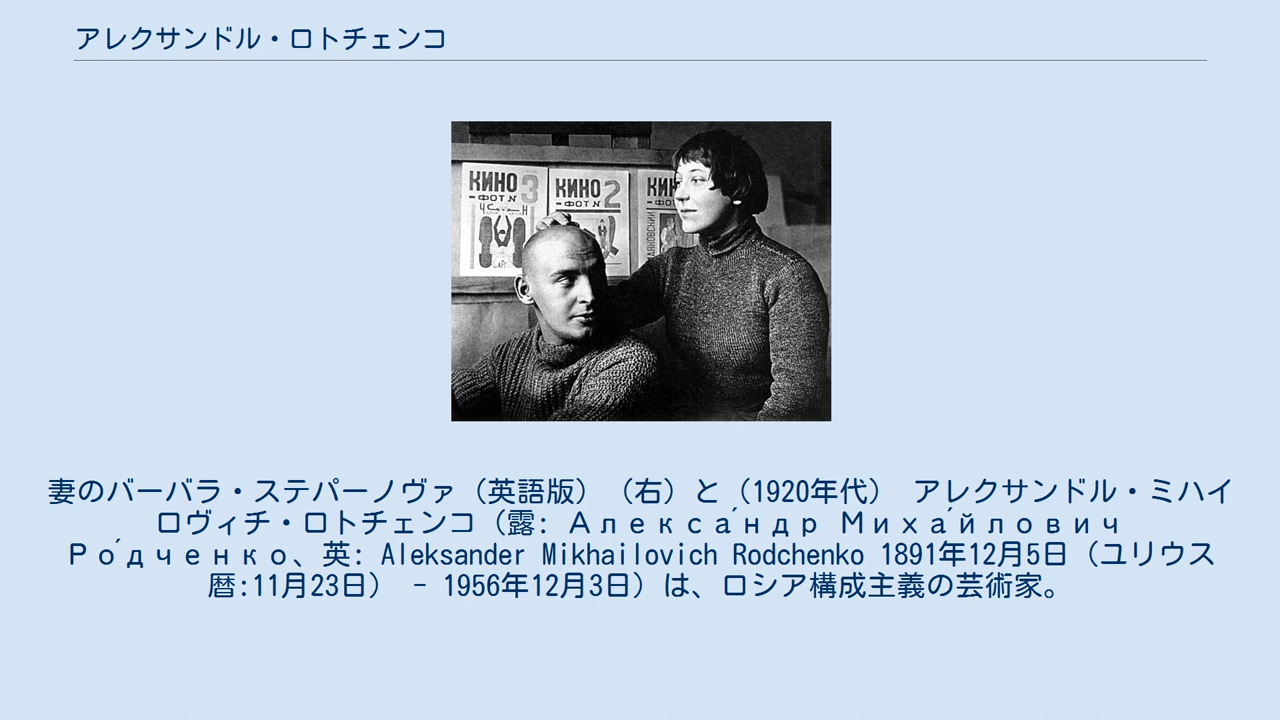 アレクサンドル・ロトチェンコ
КИНО 3
-ФОТ N
КИНО 2
-ФОТ N
КИН
-ФОТ N
妻のバーバラ・ステパーノヴァ（英語版）（右）と（1920年代） アレクサンドル・ミハイ
ロヴィチ・ロトチェンコ（露: Алекса́ндр Миха́йлович
Ро́дченко、英: Aleksander Mikhailovich Rodchenko 1891年12月5日（ユリウス
暦:11月23日） - 1956年12月3日）は、ロシア構成主義の芸術家。